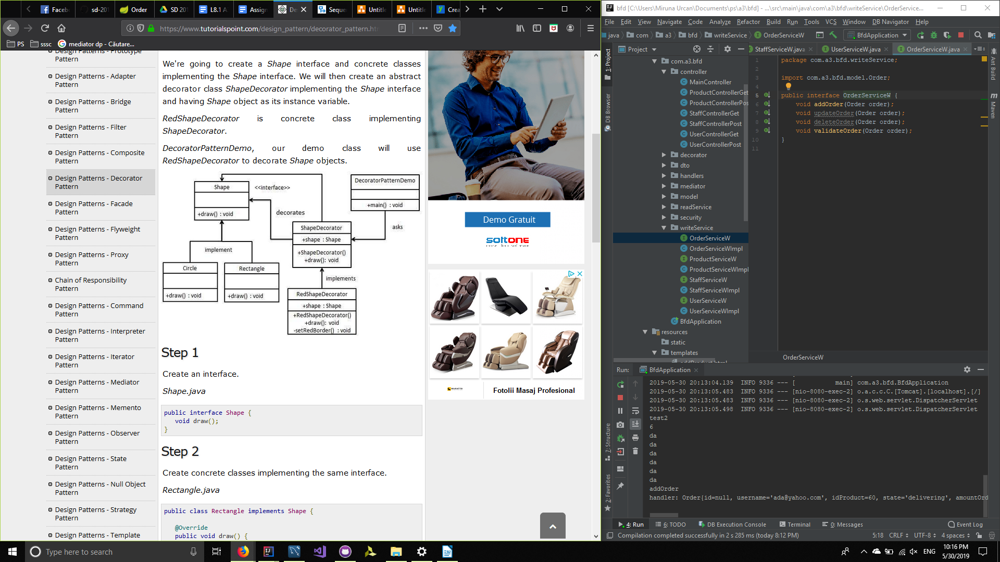 Faceb
sd-201
Order
SD 201
L8.1 A
Assign
De
Seque
Untitle
Untitle
Crea
https://www.tutorialspoint.com/design_pattern/decorator_pattern.ht
PS
sssc
mediator dp - Căutare...
Design Patterns - Prototype
Pattern
Design Patterns - Adapter
Pattern
Design Patterns - Bridge
Pattern
Design Patterns - Filter
Pattern
Design Patterns - Composite
Pattern
Design Patterns - Decorator
Pattern
Design Patterns - Facade
Pattern
Design Patterns - Flyweight
Pattern
Design Patterns - Proxy
Pattern
Chain of Responsibility
Pattern
Design Patterns - Command
Pattern
Design Patterns - Interpreter
Pattern
Design Patterns - Iterator
Pattern
Design Patterns - Mediator
Pattern
Design Patterns - Memento
Pattern
Design Patterns - Observer
Pattern
Design Patterns - State
Pattern
Design Patterns - Null Object
Pattern
Design Patterns - Strategy
Pattern
Design Patterns - Template
We're going to create a Shape interface and concrete classes
implementing the Shape interface. We will then create an abstract
decorator class ShapeDecorator implementing the Shape interface
and having Shape object as its instance variable.
RedShapeDecorator is concrete class implementing
ShapeDecorator.
DecoratorPatternDemo, our demo class will use
RedShapeDecorator to decorate Shape objects.
Shape
<<interface>>
+draw() : void
DecoratorPatternDemo
+main() : void
decorates
asks
ShapeDecorator
+shape : Shape
+ShapeDecorator()
+draw(): void
implement
Circle
+draw() : void
Rectangle
+draw() : void
implements
RedShapeDecorator
+shape : Shape
+RedShapeDecorator()
+draw(): void
-setRedBorder() : void
Step 1
Create an interface.
Shape.java
public interface Shape {
void draw();
}
Step 2
Create concrete classes implementing the same interface.
Rectangle.java
public class Rectangle implements Shape {
@Override
public void draw() {
Demo Gratuit
softone
Fotolii Masaj Profesional
bfd [C:\Users\Miruna Urcan\Documents\ps\a3\bfd] - ...\src\main\java\com\a3\bfd\writeService\OrderService...
File Edit View Navigate Code Analyze Refactor Build Run Tools VCS Window DB Navigator Help
java com a3 bfd writeService OrderServiceW
BfdApplication
Project
StaffServiceW.java
UserServiceW.java
OrderServiceW.java
8
1: Project
DB Browser
7: Structure
2: Favorites
Ant Build
Maven
com.a3.bfd
controller
MainController
ProductControllerGet
ProductControllerPos
StaffControllerGet
StaffControllerPost
UserControllerGet
UserControllerPost
decorator
dto
handlers
mediator
model
readService
security
writeService
OrderServiceW
OrderServiceWImpl
ProductServiceW
ProductServiceWImpl
StaffServiceW
StaffServiceWImpl
UserServiceW
UserServiceWImpl
BfdApplication
resources
static
templates
1 package com.a3.bfd.writeService;
2
3 import com.a3.bfd.model.Order;
4
5 public interface OrderServiceW {
6 void addOrder(Order order);
7 void updateOrder(Order order);
8 void deleteOrder(Order order);
9 void validateOrder(Order order);
10 }
11
OrderServiceW
Run: BfdApplication
2019-05-30 20:13:04.139 INFO 9336 --- [ main] com.a3.bfd.BfdApplication
2019-05-30 20:13:05.483 INFO 9336 --- [nio-8080-exec-2] o.a.c.c.C.[Tomcat].[localhost].[/]
2019-05-30 20:13:05.483 INFO 9336 --- [nio-8080-exec-2] o.s.web.servlet.DispatcherServlet
2019-05-30 20:13:05.498 INFO 9336 --- [nio-8080-exec-2] o.s.web.servlet.DispatcherServlet
test2
6
da
da
da
da
da
da
addOrder
handler: Order{id=null, username='ada@yahoo.com', idProduct=60, state='delivering', amountOrd
4: Run 6: TODO DB Execution Console Terminal 0: Messages Event Log
Compilation completed successfully in 2 s 285 ms (today 8:12 PM)
5:18 CRLF UTF-8 4 spaces
Type here to search
ENG
10:16 PM
5/30/2019